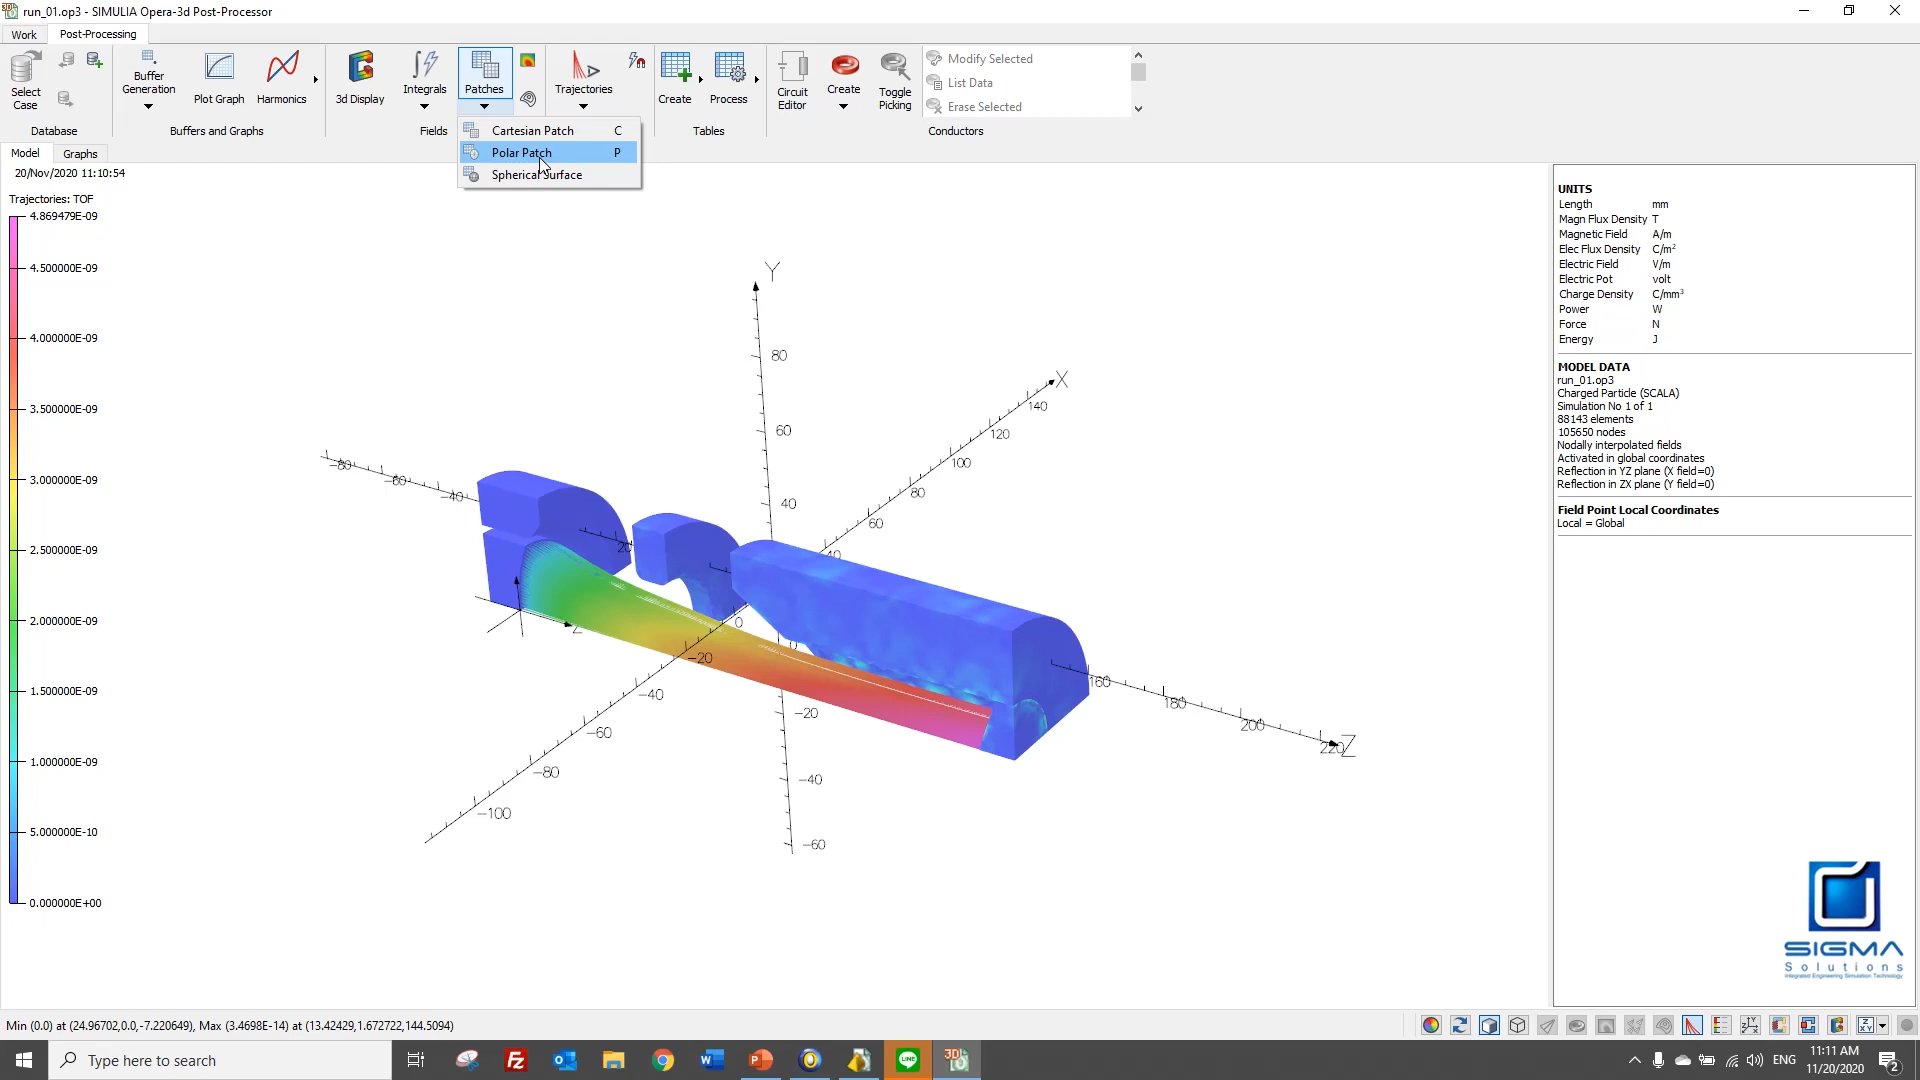 run_01.op3 - SIMULIA Opera-3d Post-Processor
Work
Post-Processing
Select Case
Buffer Generation
Plot Graph
Harmonics
3d Display
Integrals
Patches
Trajectories
Create
Process
Circuit Editor
Create
Toggle Picking
Modify Selected
List Data
Erase Selected
Database
Buffers and Graphs
Fields
Tables
Conductors
Cartesian Patch C
Polar Patch P
Spherical Surface
Model
Graphs
20/Nov/2020 11:10:54
Trajectories: TOF
4.869479E-09
4.500000E-09
4.000000E-09
3.500000E-09
3.000000E-09
2.500000E-09
2.000000E-09
1.500000E-09
1.000000E-09
5.000000E-10
0.000000E+00
Y
80
60
40
X
140
120
100
80
60
40
-80
-60
-40
20
Z
0
0
-20
-40
-60
-80
-100
-20
-40
-60
160
180
200
220
Z
UNITS
Length mm
Magn Flux Density T
Magnetic Field A/m
Elec Flux Density C/m²
Electric Field V/m
Electric Pot volt
Charge Density C/mm³
Power W
Force N
Energy J
MODEL DATA
run_01.op3
Charged Particle (SCALA)
Simulation No 1 of 1
88143 elements
105650 nodes
Nodally interpolated fields
Activated in global coordinates
Reflection in YZ plane (X field=0)
Reflection in ZX plane (Y field=0)
Field Point Local Coordinates
Local = Global
SIGMA
Solutions
Integrated Engineering Simulation Technology
Min (0.0) at (24.96702,0.0,-7.220649), Max (3.4698E-14) at (13.42429,1.672722,144.5094)
Type here to search
ENG
11:11 AM
11/20/2020
2